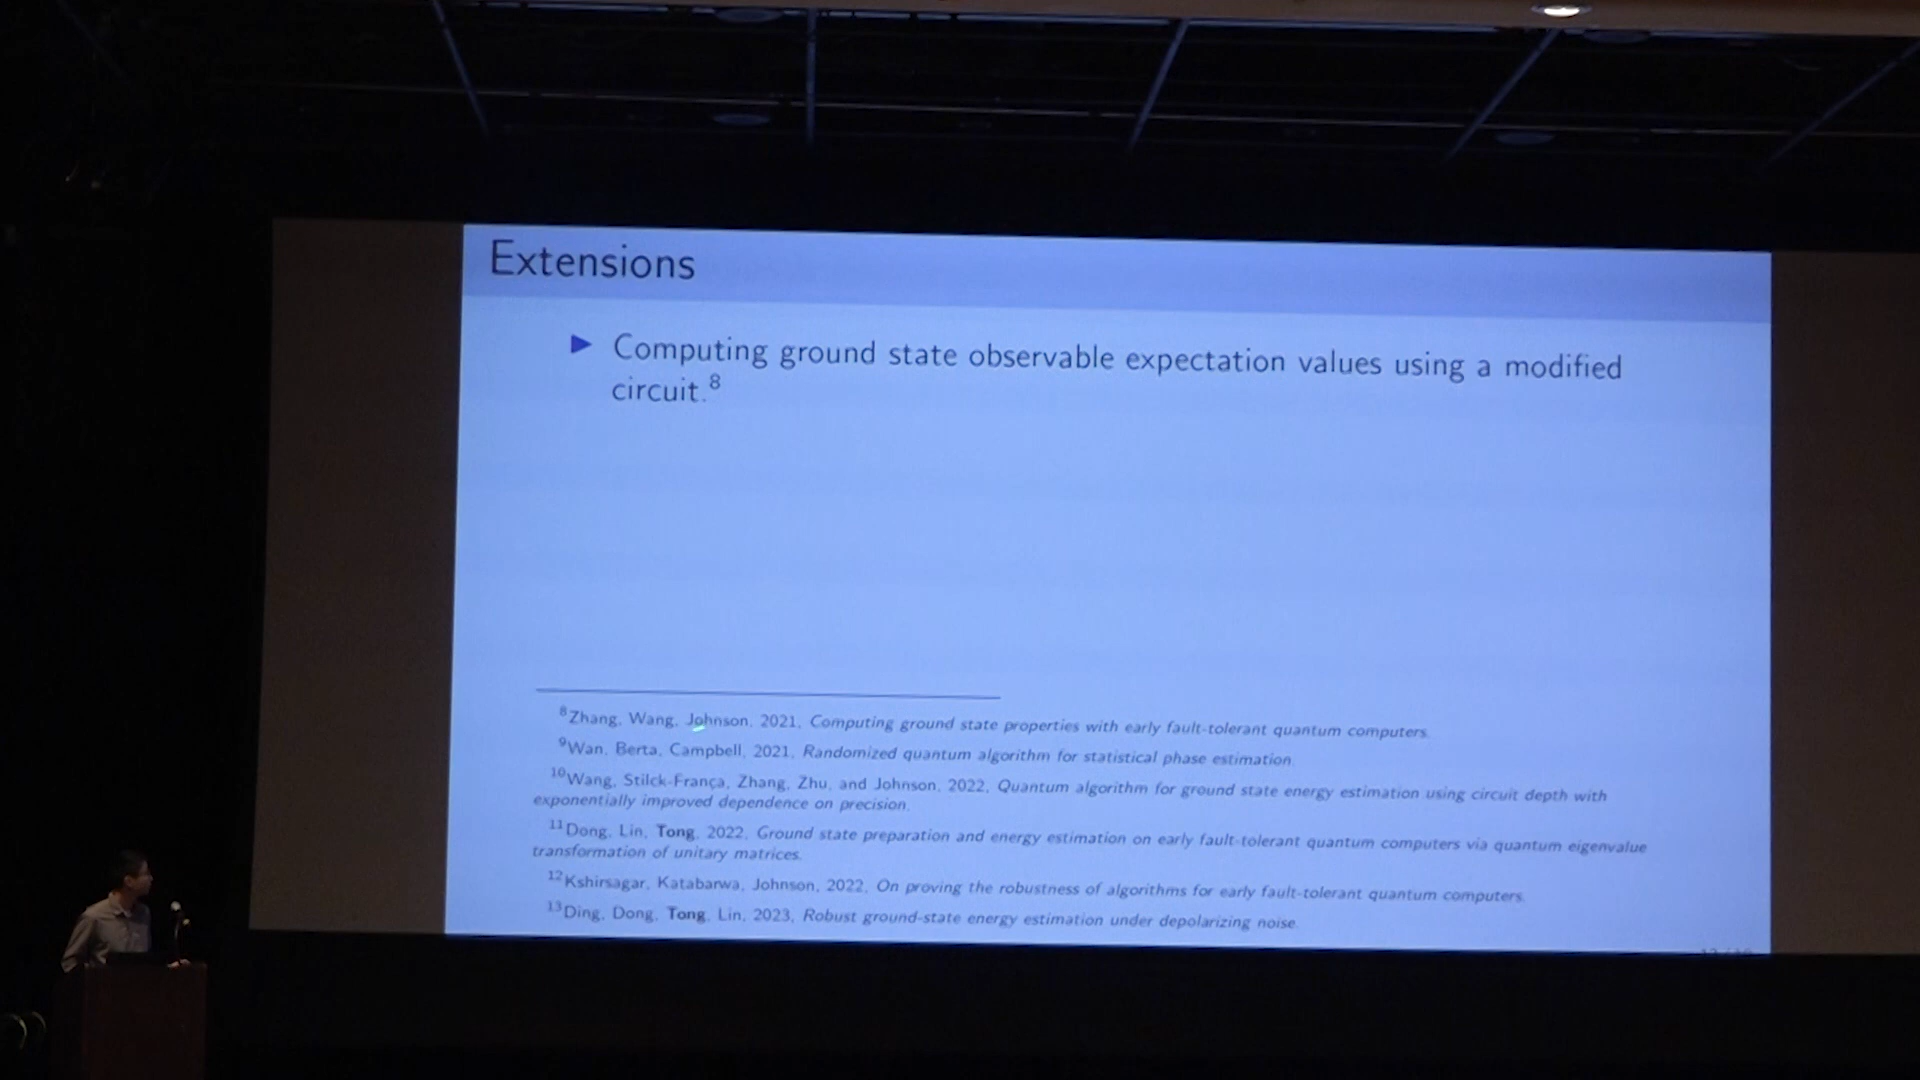 Extensions
▶ Computing ground state observable expectation values using a modified
circuit.⁸
⁸Zhang, Wang, Johnson, 2021, Computing ground state properties with early fault-tolerant quantum computers.
⁹Wan, Berta, Campbell, 2021, Randomized quantum algorithm for statistical phase estimation.
¹⁰Wang, Stilck-França, Zhang, Zhu, and Johnson, 2022, Quantum algorithm for ground state energy estimation using circuit depth with
exponentially improved dependence on precision.
¹¹Dong, Lin, Tong, 2022, Ground state preparation and energy estimation on early fault-tolerant quantum computers via quantum eigenvalue
transformation of unitary matrices.
¹²Kshirsagar, Katabarwa, Johnson, 2022, On proving the robustness of algorithms for early fault-tolerant quantum computers.
¹³Ding, Dong, Tong, Lin, 2023, Robust ground-state energy estimation under depolarizing noise.